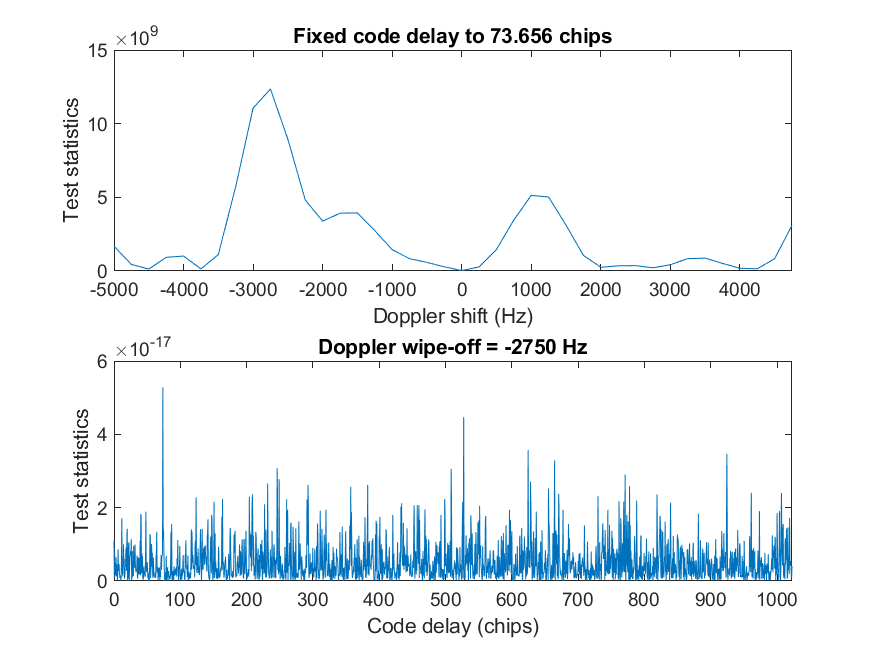 ×10^9
Fixed code delay to 73.656 chips
15
10
5
0
Test statistics
-5000 -4000 -3000 -2000 -1000 0 1000 2000 3000 4000
Doppler shift (Hz)
×10^-17
Doppler wipe-off = -2750 Hz
6
4
2
0
Test statistics
0 100 200 300 400 500 600 700 800 900 1000
Code delay (chips)